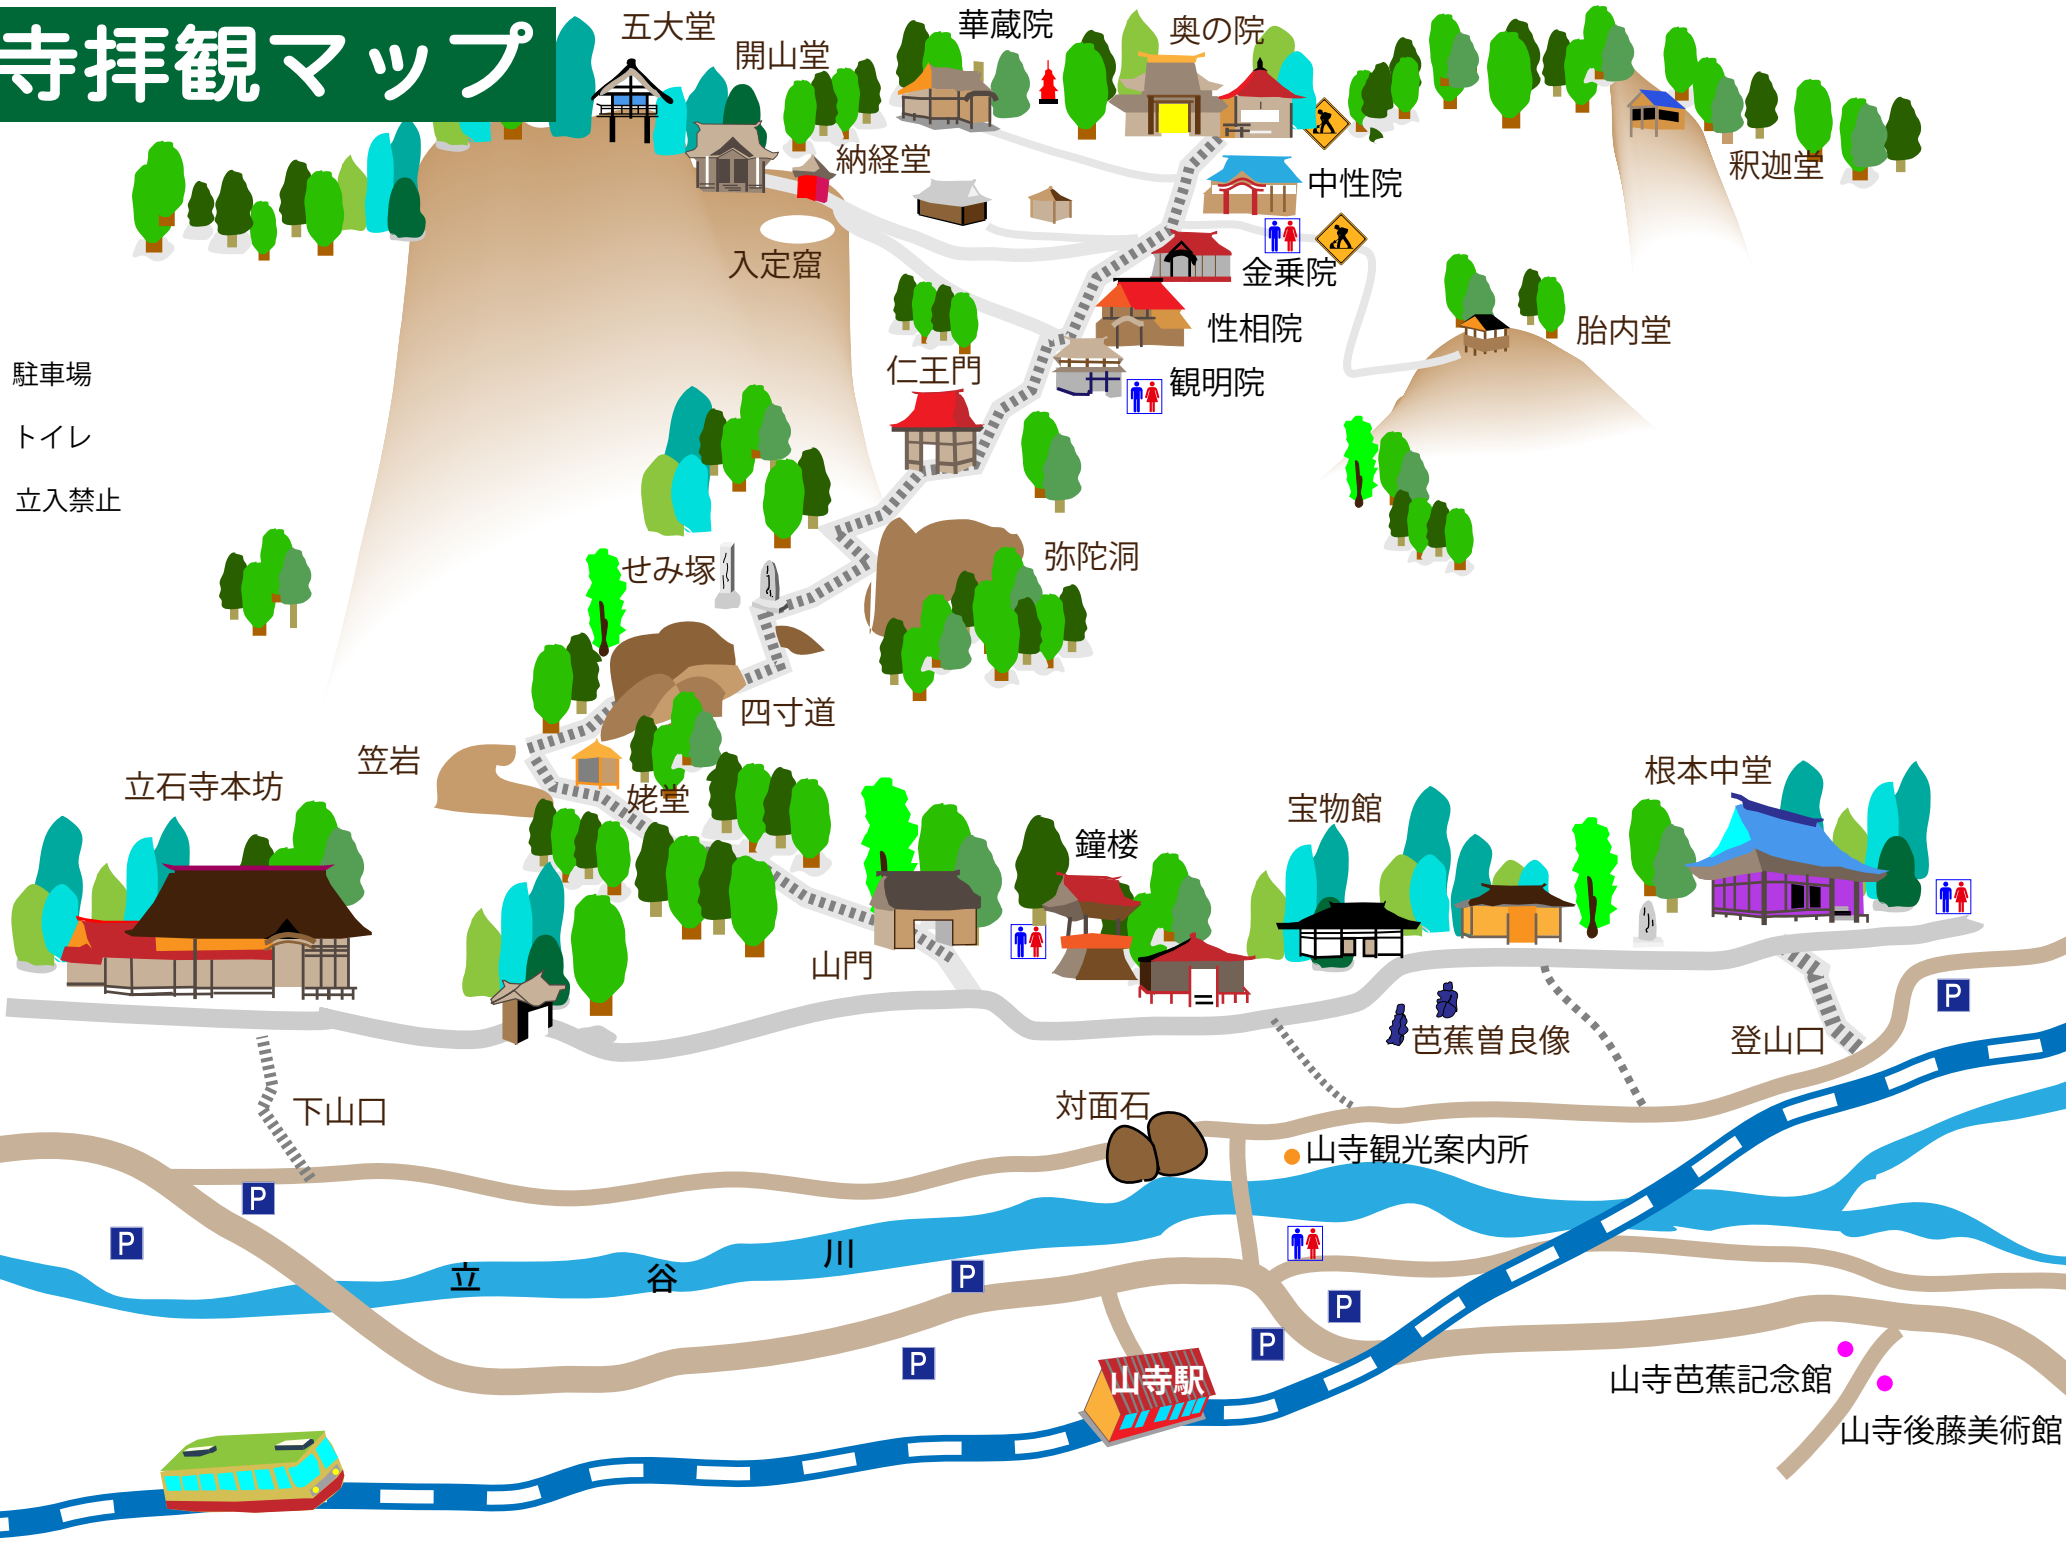 寺拝観マップ
五大堂
開山堂
華蔵院
奥の院
納経堂
中性院
釈迦堂
入定窟
金乗院
性相院
胎内堂
仁王門
観明院
駐車場
トイレ
立入禁止
せみ塚
弥陀洞
四寸道
笠岩
立石寺本坊
姥堂
鐘楼
宝物館
根本中堂
山門
芭蕉曽良像
登山口
下山口
対面石
山寺観光案内所
立谷川
P
P
P
P
P
P
P
山寺駅
山寺芭蕉記念館
山寺後藤美術館